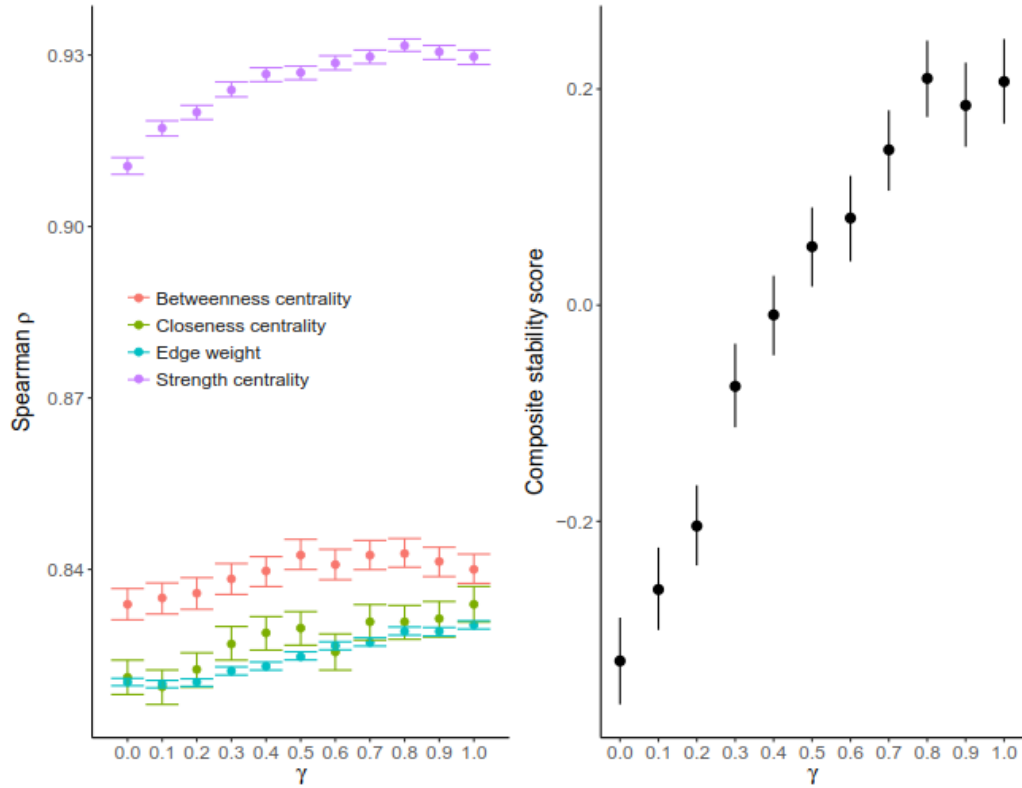 Spearman ρ
0.93
0.90
0.87
0.84
Betweenness centrality
Closeness centrality
Edge weight
Strength centrality
0.0 0.1 0.2 0.3 0.4 0.5 0.6 0.7 0.8 0.9 1.0
γ
Composite stability score
0.2
0.0
−0.2
0.0 0.1 0.2 0.3 0.4 0.5 0.6 0.7 0.8 0.9 1.0
γ